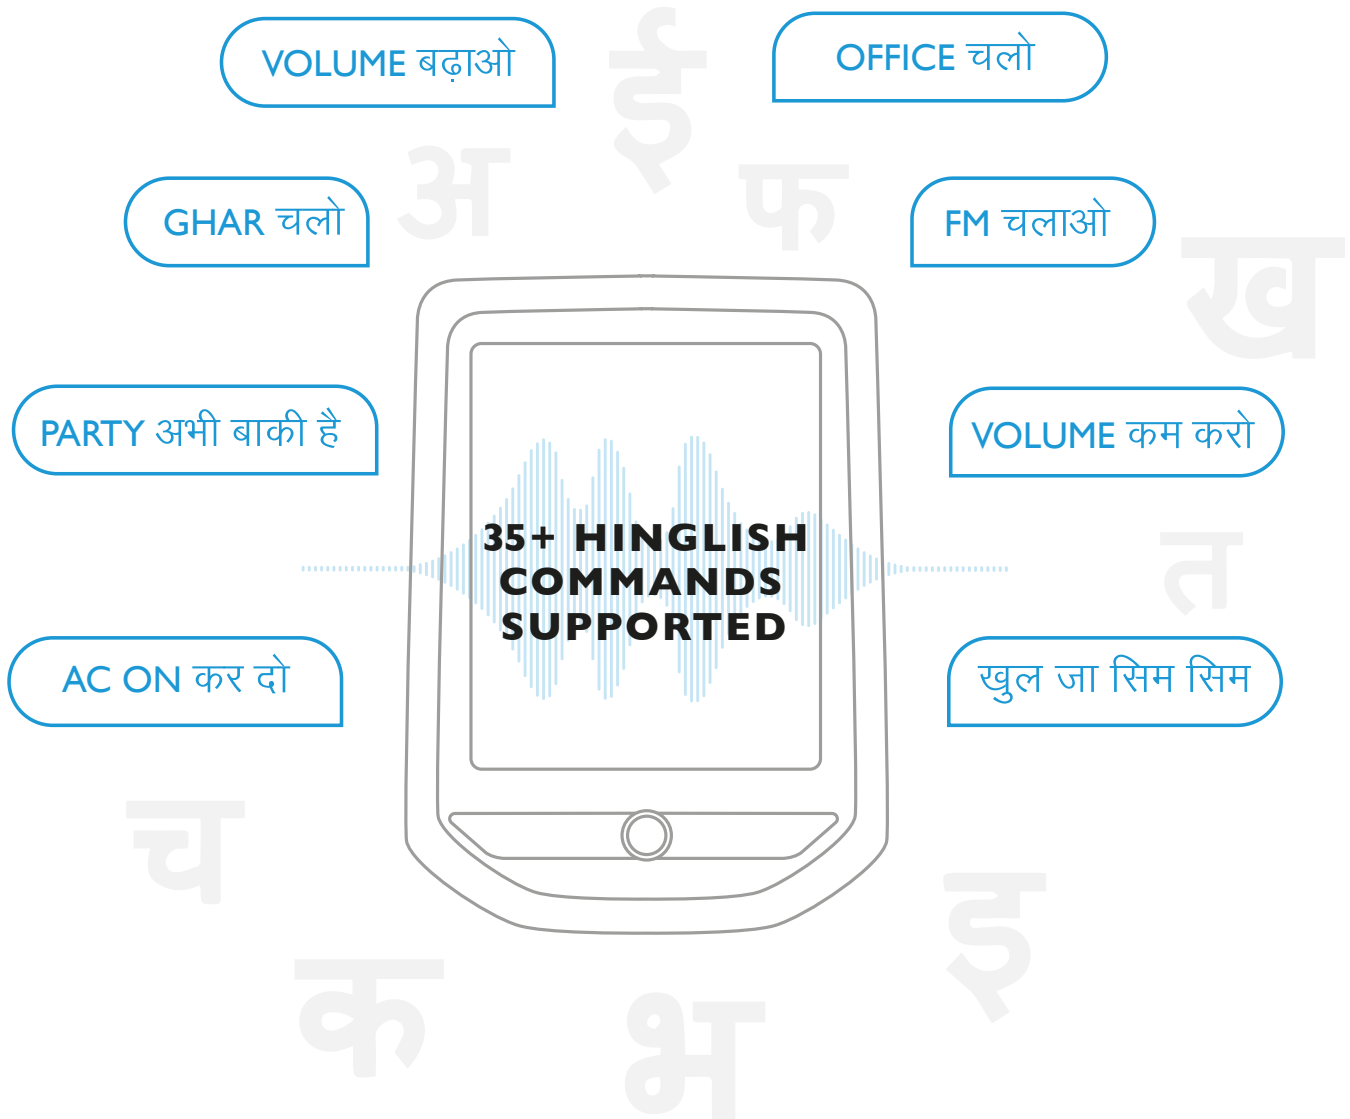 VOLUME बढ़ाओ
OFFICE चलो
ई
अ
फ
GHAR चलो
FM चलाओ
ख
PARTY अभी बाकी है
VOLUME कम करो
35+ HINGLISH
COMMANDS
SUPPORTED
त
AC ON कर दो
खुल जा सिम सिम
च
इ
क
भ